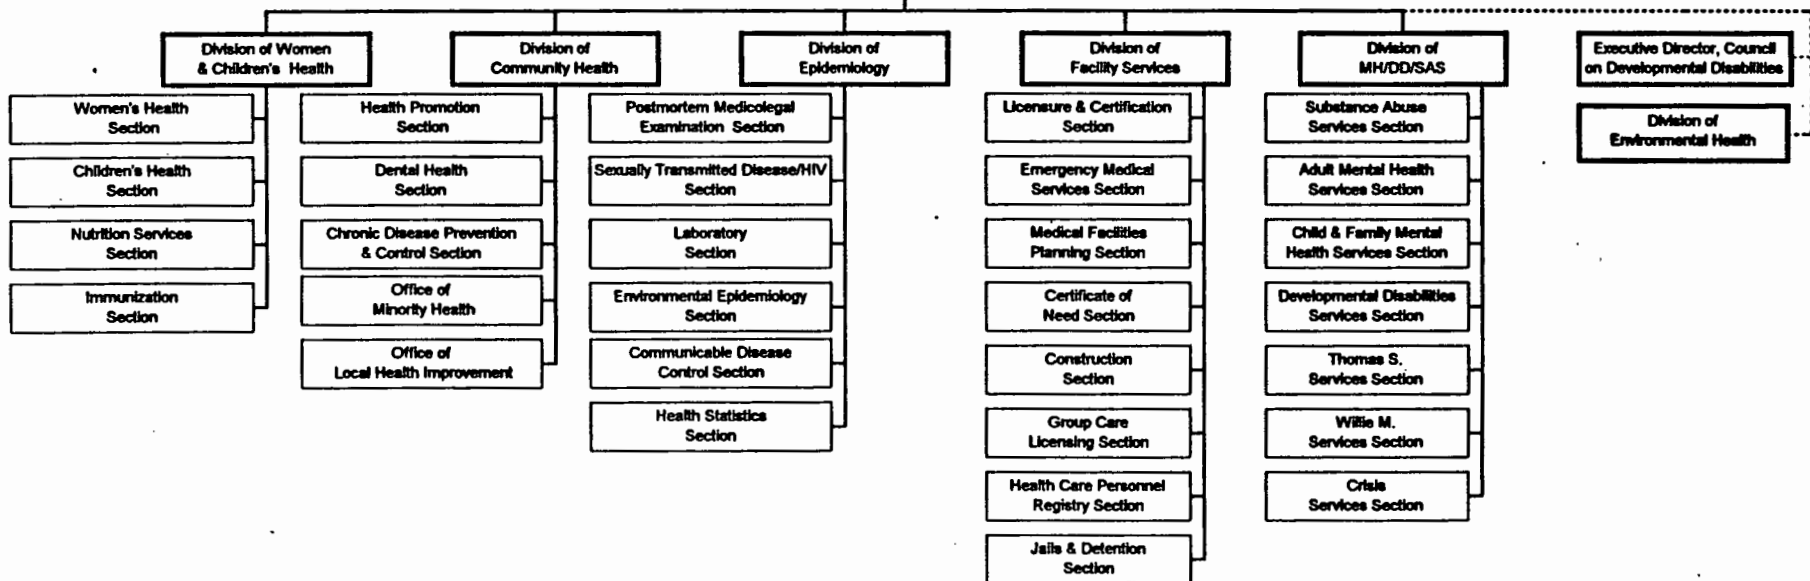 Division of Women
& Children's Health
Women's Health
Section
Children's Health
Section
Nutrition Services
Section
Immunization
Section
Division of
Community Health
Health Promotion
Section
Dental Health
Section
Chronic Disease Prevention
& Control Section
Office of
Minority Health
Office of
Local Health Improvement
Division of
Epidemiology
Postmortem Medicolegal
Examination Section
Sexually Transmitted Disease/HIV
Section
Laboratory
Section
Environmental Epidemiology
Section
Communicable Disease
Control Section
Health Statistics
Section
Division of
Facility Services
Licensure & Certification
Section
Emergency Medical
Services Section
Medical Facilities
Planning Section
Certificate of
Need Section
Construction
Section
Group Care
Licensing Section
Health Care Personnel
Registry Section
Jails & Detention
Section
Division of
MH/DD/SAS
Substance Abuse
Services Section
Adult Mental Health
Services Section
Child & Family Mental
Health Services Section
Developmental Disabilities
Services Section
Thomas S.
Services Section
Willie M.
Services Section
Crisis
Services Section
Executive Director, Council
on Developmental Disabilities
Division of
Environmental Health